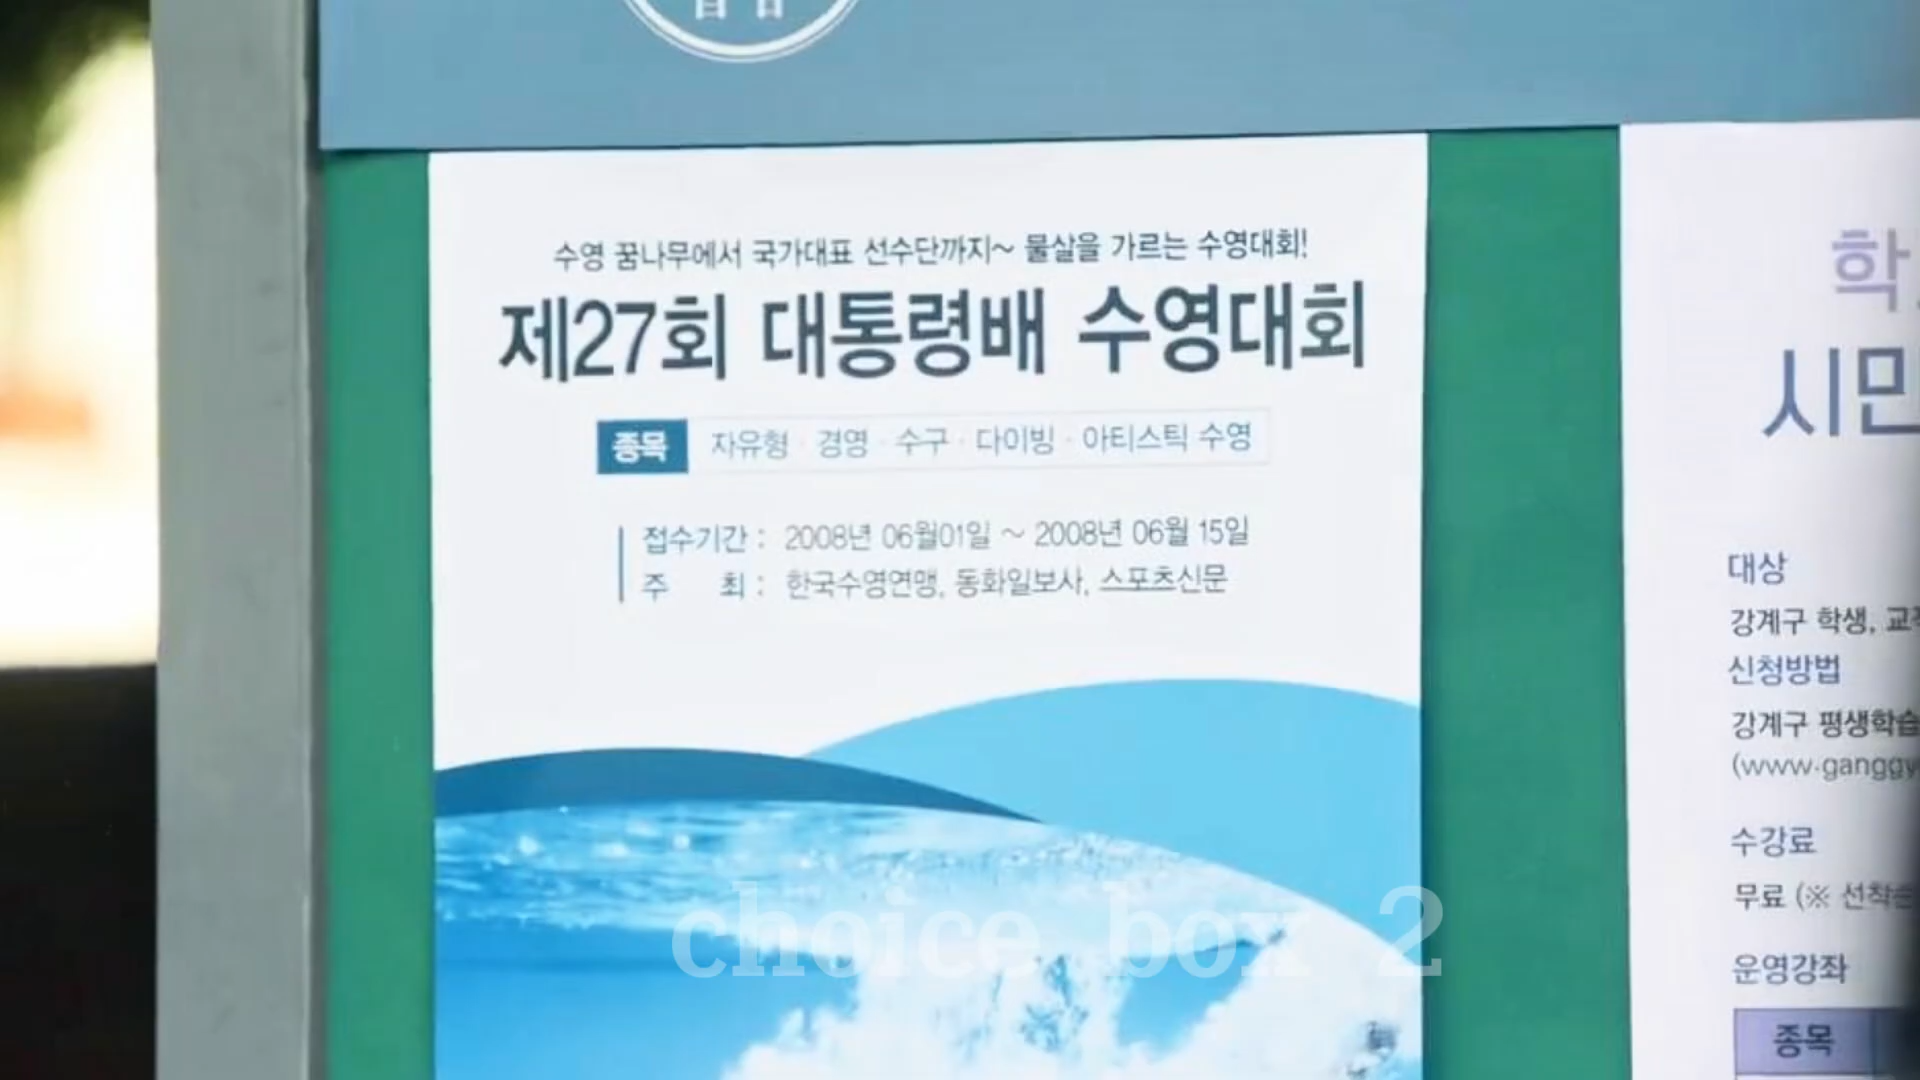 수영 꿈나무에서 국가대표 선수단까지~ 물살을 가르는 수영대회!
제27회 대통령배 수영대회
종목 자유형 · 경영 · 수구 · 다이빙 · 아티스틱 수영
접수기간 : 2008년 06월01일 ~ 2008년 06월 15일
주 최 : 한국수영연맹, 동화일보사, 스포츠신문
choice box 2
학
시민
대상
강계구 학생,
신청방법
강계구 평생학습
(www.ganggy
수강료
무료 (※ 선착순
운영강좌
종목